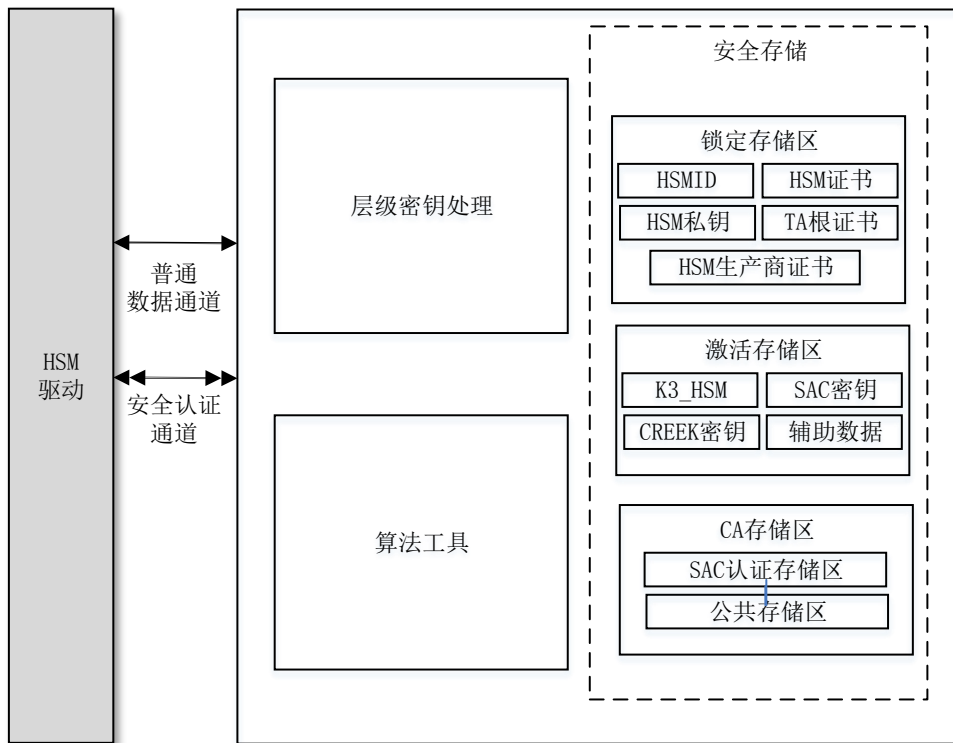 HSM
驱动
普通
数据通道
安全认证
通道
层级密钥处理
算法工具
安全存储
锁定存储区
HSMID
HSM证书
HSM私钥
TA根证书
HSM生产商证书
激活存储区
K3_HSM
SAC密钥
CREEK密钥
辅助数据
CA存储区
SAC认证存储区
公共存储区